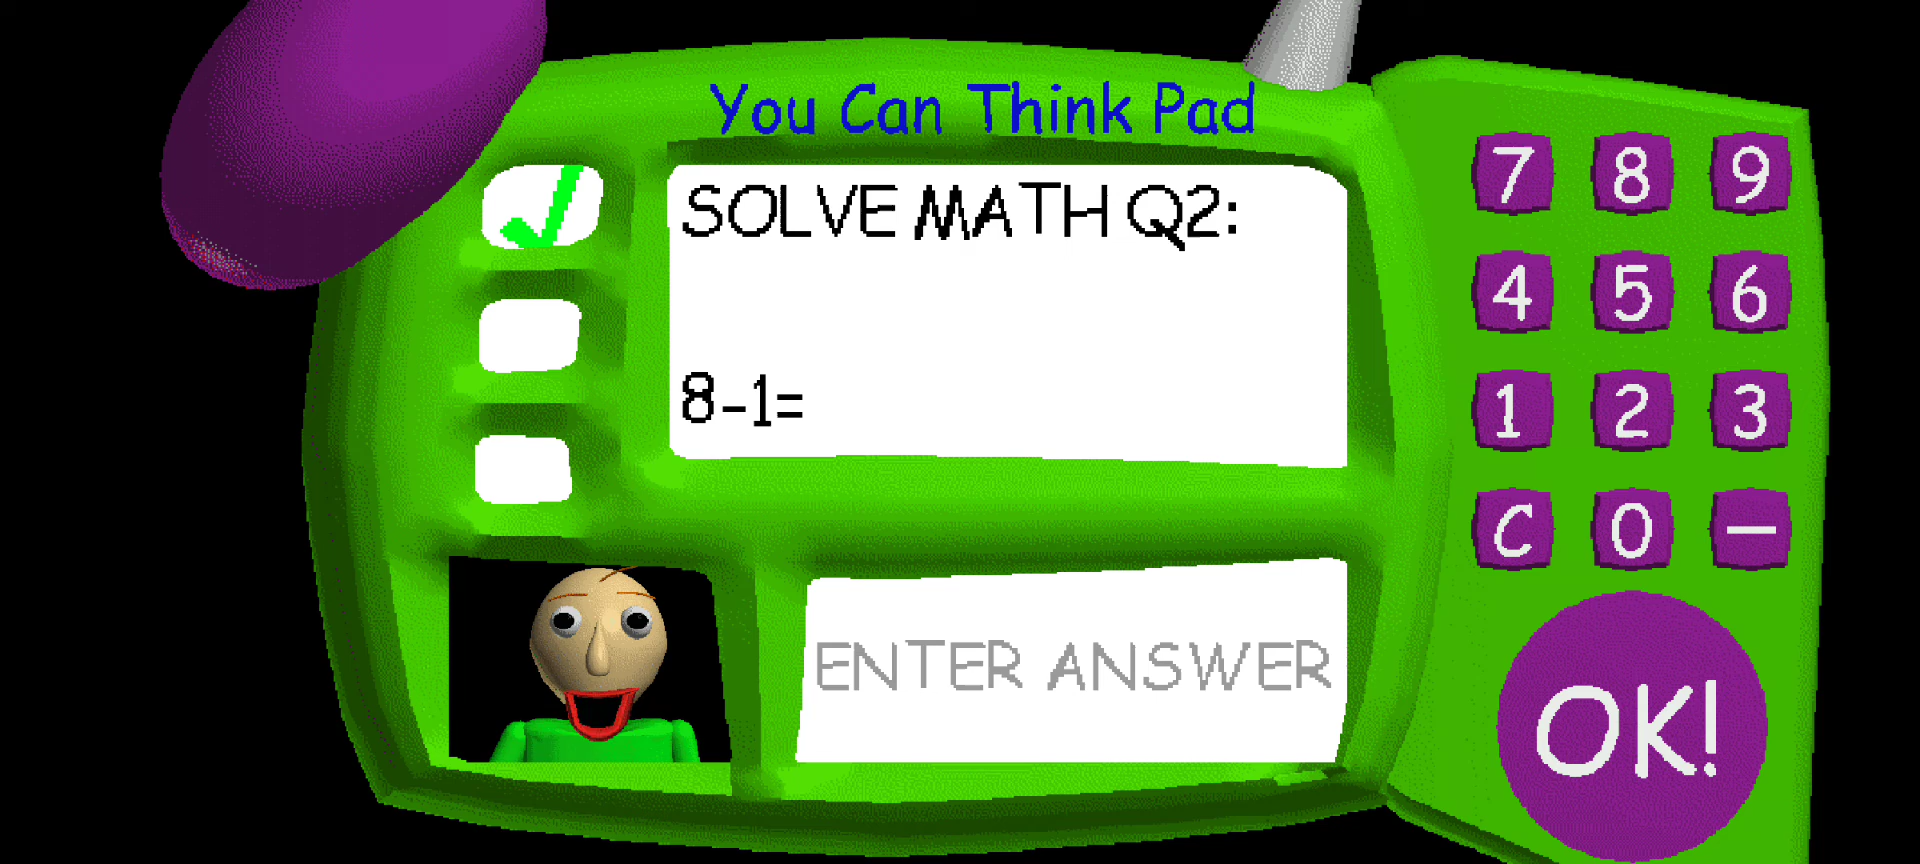 You Can Think Pad
SOLVE MATH Q2:
8-1=
ENTER ANSWER
7 8 9
4 5 6
1 2 3
C 0 –
OK!